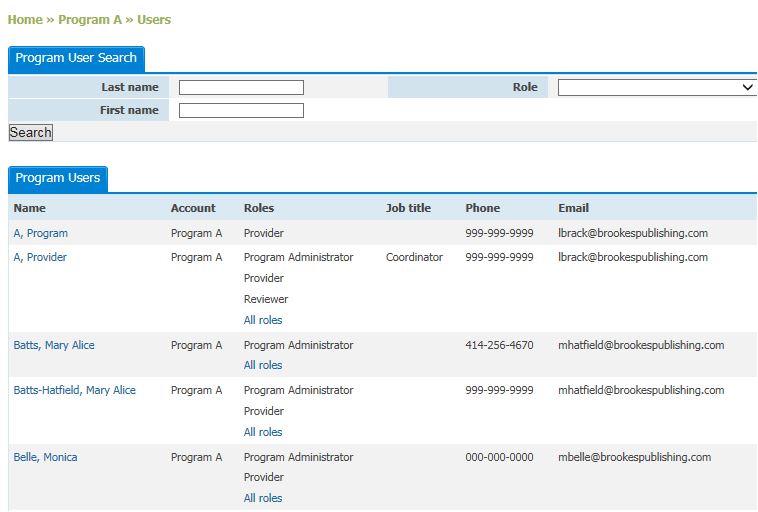 Home » Program A » Users
Program User Search
Last name Role
First name
Search
Program Users
Name Account Roles Job title Phone Email
A, Program Program A Provider 999-999-9999 lbrack@brookespublishing.com
A, Provider Program A Program Administrator Coordinator 999-999-9999 lbrack@brookespublishing.com
Provider
Reviewer
All roles
Batts, Mary Alice Program A Program Administrator 414-256-4670 mhatfield@brookespublishing.com
All roles
Batts-Hatfield, Mary Alice Program A Program Administrator 999-999-9999 mhatfield@brookespublishing.com
Provider
All roles
Belle, Monica Program A Program Administrator 000-000-0000 mbelle@brookespublishing.com
Provider
All roles